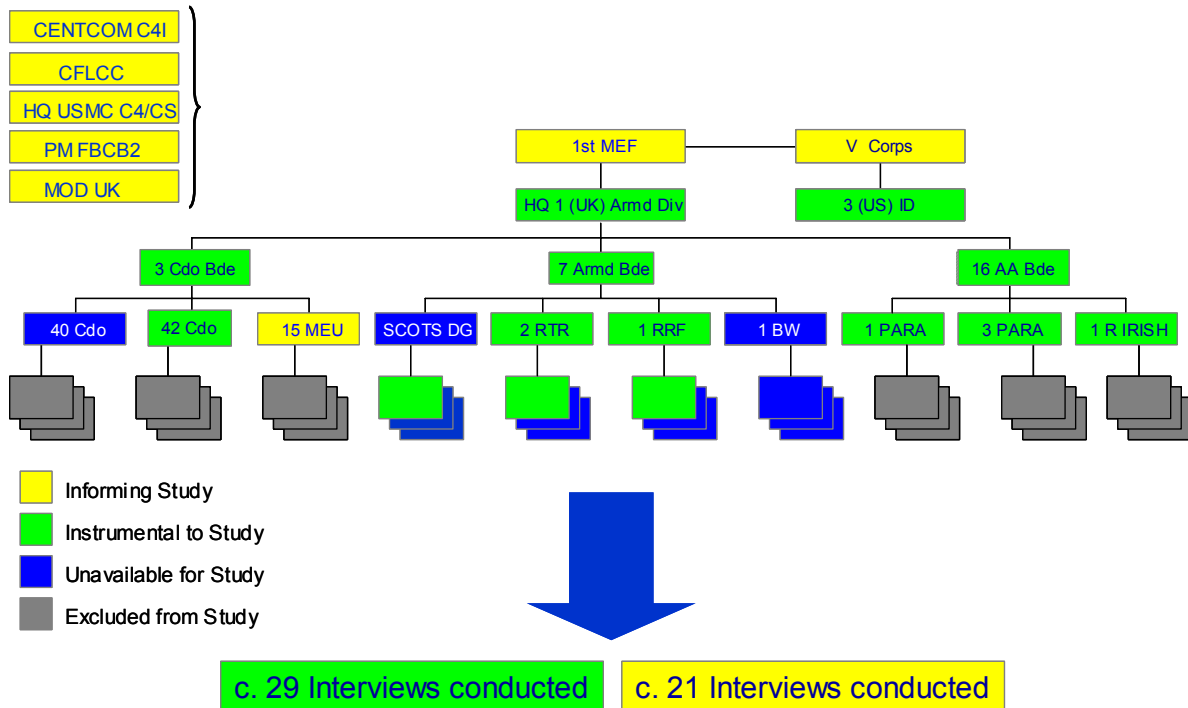 CENTCOM C4I
CFLCC
HQ USMC C4/CS
PM FBCB2
MOD UK
1st MEF
V Corps
HQ 1 (UK) Armd Div
3 (US) ID
3 Cdo Bde
7 Armd Bde
16 AA Bde
40 Cdo
42 Cdo
15 MEU
SCOTS DG
2 RTR
1 RRF
1 BW
1 PARA
3 PARA
1 R IRISH
Informing Study
Instrumental to Study
Unavailable for Study
Excluded from Study
c. 29 Interviews conducted
c. 21 Interviews conducted